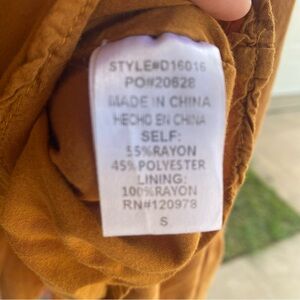 STYLE#D16016
PO#20628
MADE IN CHINA
HECHO EN CHINA
SELF:
55%RAYON
45%POLYESTER
LINING:
100%RAYON
RN#120978
S